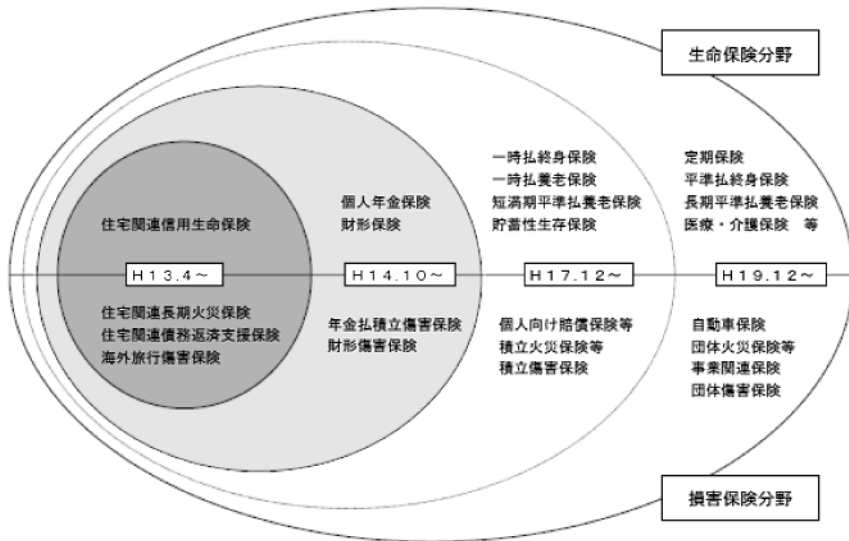 生命保険分野
住宅関連信用生命保険
個人年金保険
財形保険
一時払終身保険
一時払養老保険
短満期平準払養老保険
貯蓄性生存保険
定期保険
平準払終身保険
長期平準払養老保険
医療・介護保険 等
H13.4～
H14.10～
H17.12～
H19.12～
住宅関連長期火災保険
住宅関連債務返済支援保険
海外旅行傷害保険
年金払積立傷害保険
財形傷害保険
個人向け賠償保険等
積立火災保険等
積立傷害保険
自動車保険
団体火災保険等
事業関連保険
団体傷害保険
損害保険分野